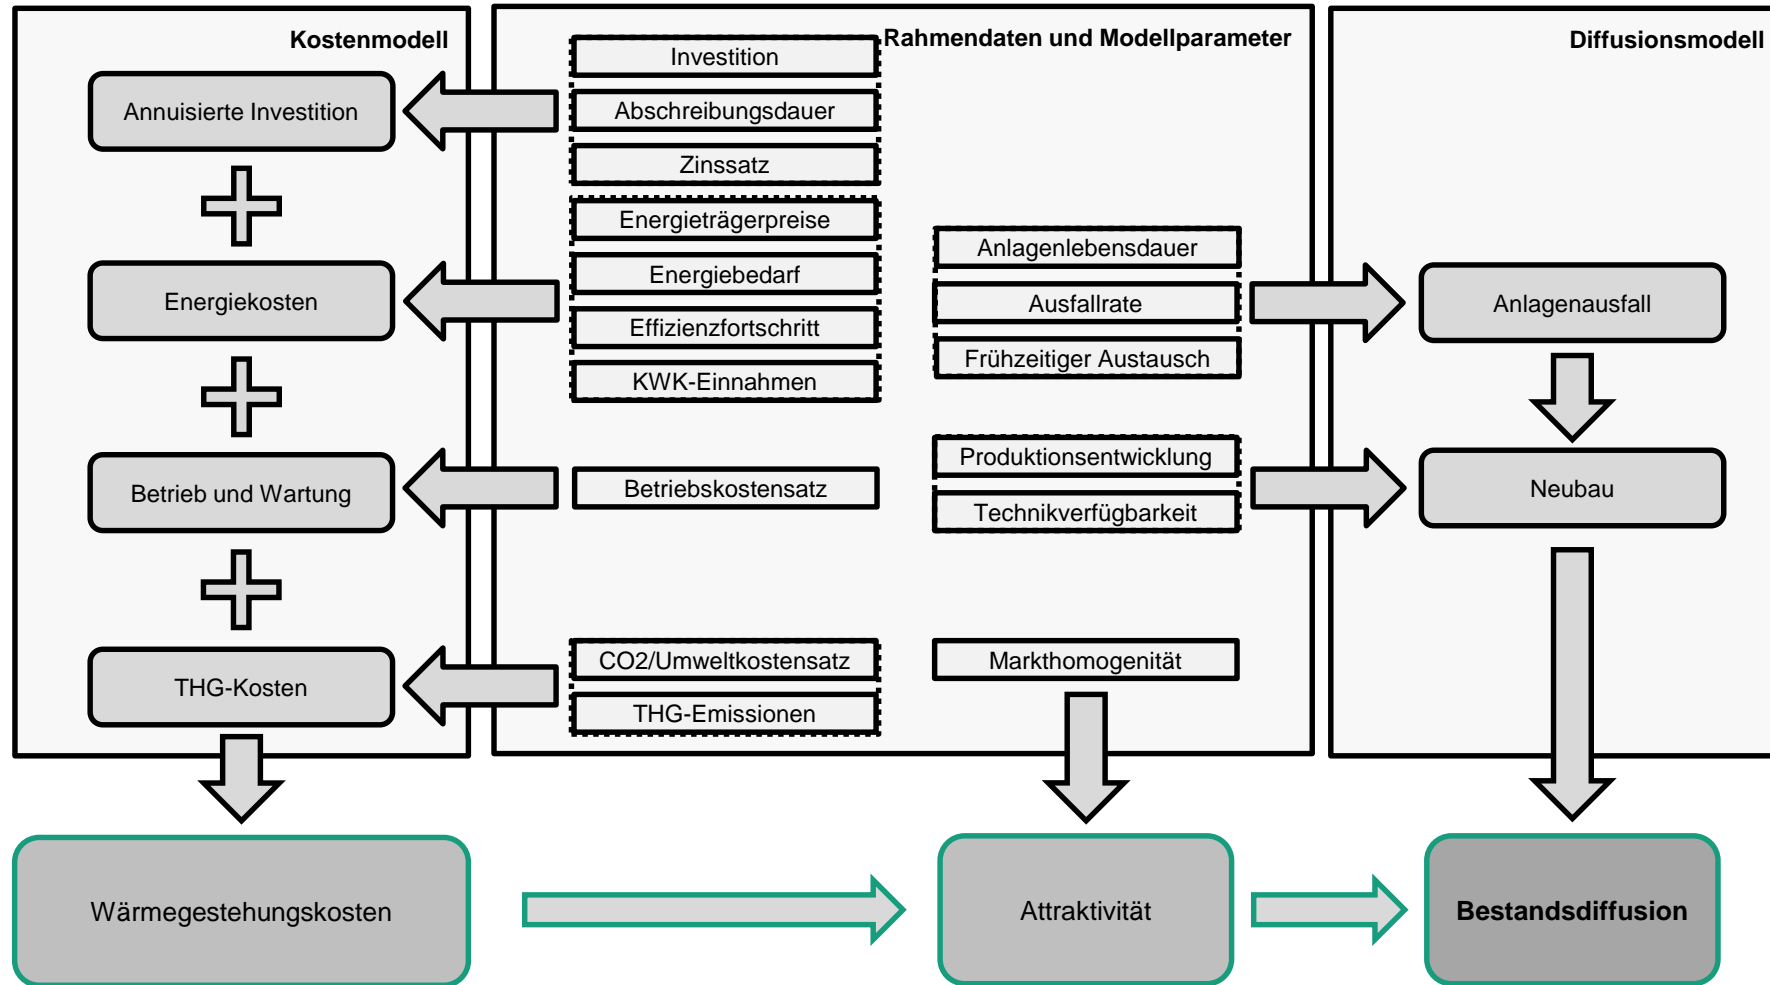 Kostenmodell
Annuisierte Investition
Energiekosten
Betrieb und Wartung
THG-Kosten
Rahmendaten und Modellparameter
Investition
Abschreibungsdauer
Zinssatz
Energieträgerpreise
Energiebedarf
Effizienzfortschritt
KWK-Einnahmen
Betriebskostensatz
CO2/Umweltkostensatz
THG-Emissionen
Anlagenlebensdauer
Ausfallrate
Frühzeitiger Austausch
Produktionsentwicklung
Technikverfügbarkeit
Markthomogenität
Diffusionsmodell
Anlagenausfall
Neubau
Wärmegestehungskosten
Attraktivität
Bestandsdiffusion